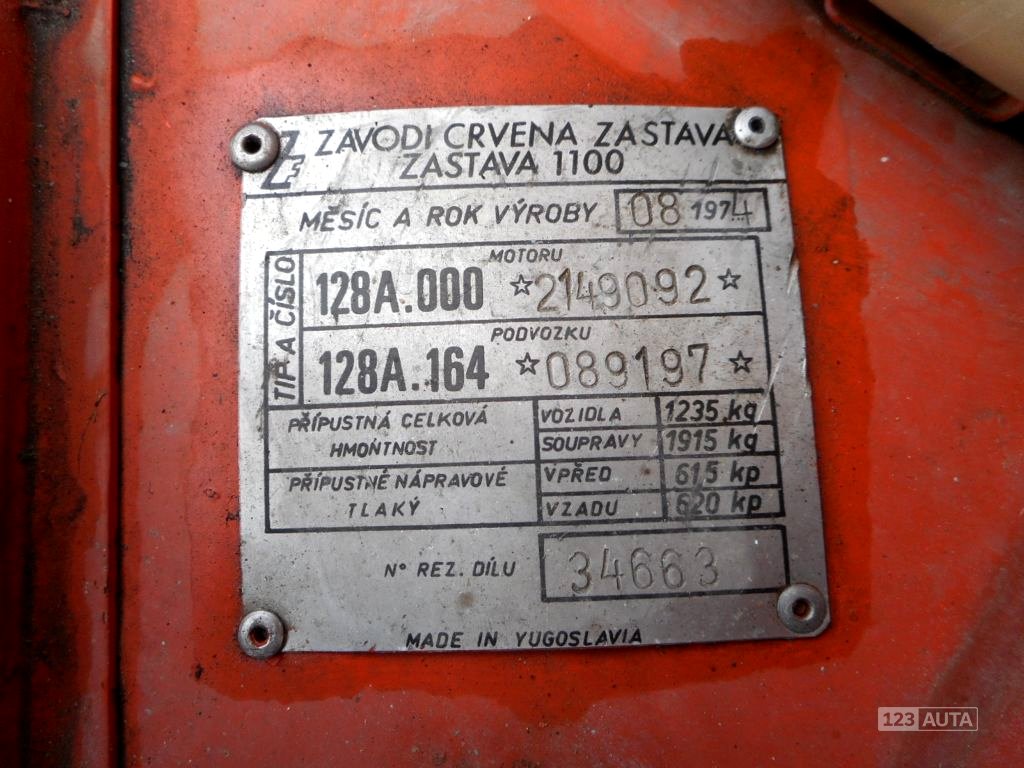 ZAVODI CRVENA ZASTAVA
ZASTAVA 1100
MĚSÍC A ROK VÝROBY 08 1974
TIP A ČÍSLO
MOTORU
128A.000 ☆2149092☆
PODVOZKU
128A.164 ☆089197☆
PŘÍPUSTNÁ CELKOVÁ
HMONTNOST
VOZIDLA 1235 kg
SOUPRAVY 1915 kg
PŘÍPUSTNÉ NÁPRAVOVÉ
TLAKÝ
VPŘED 615 kp
VZADU 620 kp
N° REZ. DÍLU 34663
MADE IN YUGOSLAVIA
123 AUTA